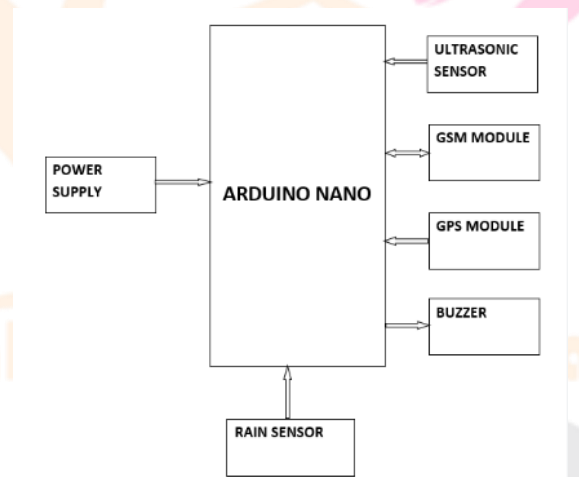 ULTRASONIC
SENSOR
GSM MODULE
POWER
SUPPLY
ARDUINO NANO
GPS MODULE
BUZZER
RAIN SENSOR